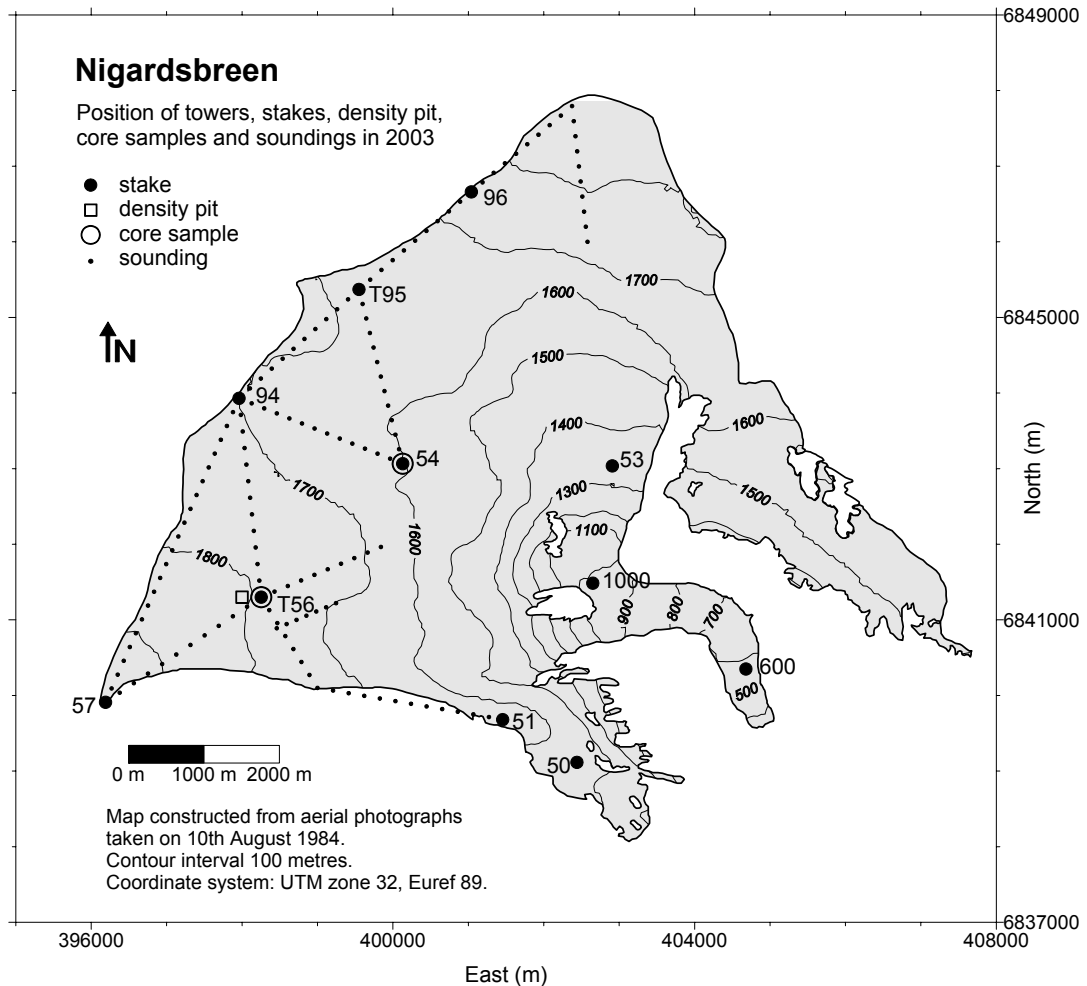 Nigardsbreen
Position of towers, stakes, density pit,
core samples and soundings in 2003
stake
density pit
core sample
sounding
N
96
T95
94
54
53
T56
1000
57
51
50
600
1700
1600
1500
1400
1300
1100
1600
1500
1700
1800
1600
900
800
700
500
0 m 1000 m 2000 m
Map constructed from aerial photographs
taken on 10th August 1984.
Contour interval 100 metres.
Coordinate system: UTM zone 32, Euref 89.
6849000
6845000
6841000
6837000
North (m)
396000 400000 404000 408000
East (m)